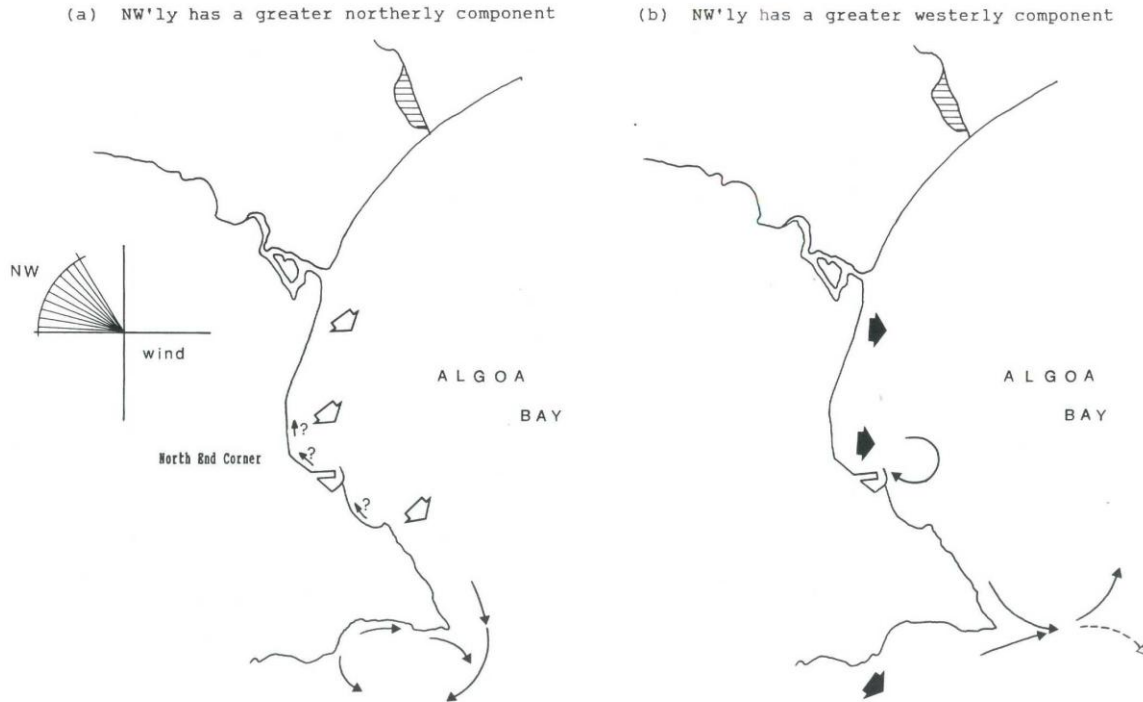 (a) NW'ly has a greater northerly component
(b) NW'ly has a greater westerly component
NW
wind
ALGOA
BAY
?
?
North End Corner
?
ALGOA
BAY